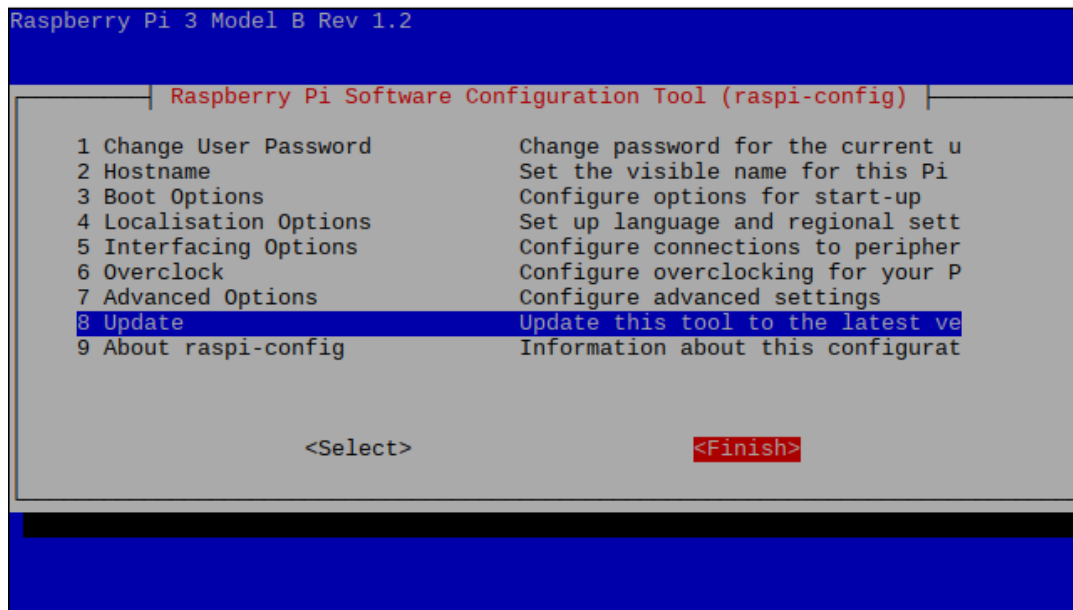 Raspberry Pi 3 Model B Rev 1.2
Raspberry Pi Software Configuration Tool (raspi-config)
1 Change User Password Change password for the current u
2 Hostname Set the visible name for this Pi
3 Boot Options Configure options for start-up
4 Localisation Options Set up language and regional sett
5 Interfacing Options Configure connections to peripher
6 Overclock Configure overclocking for your P
7 Advanced Options Configure advanced settings
8 Update Update this tool to the latest ve
9 About raspi-config Information about this configurat
<Select> <Finish>